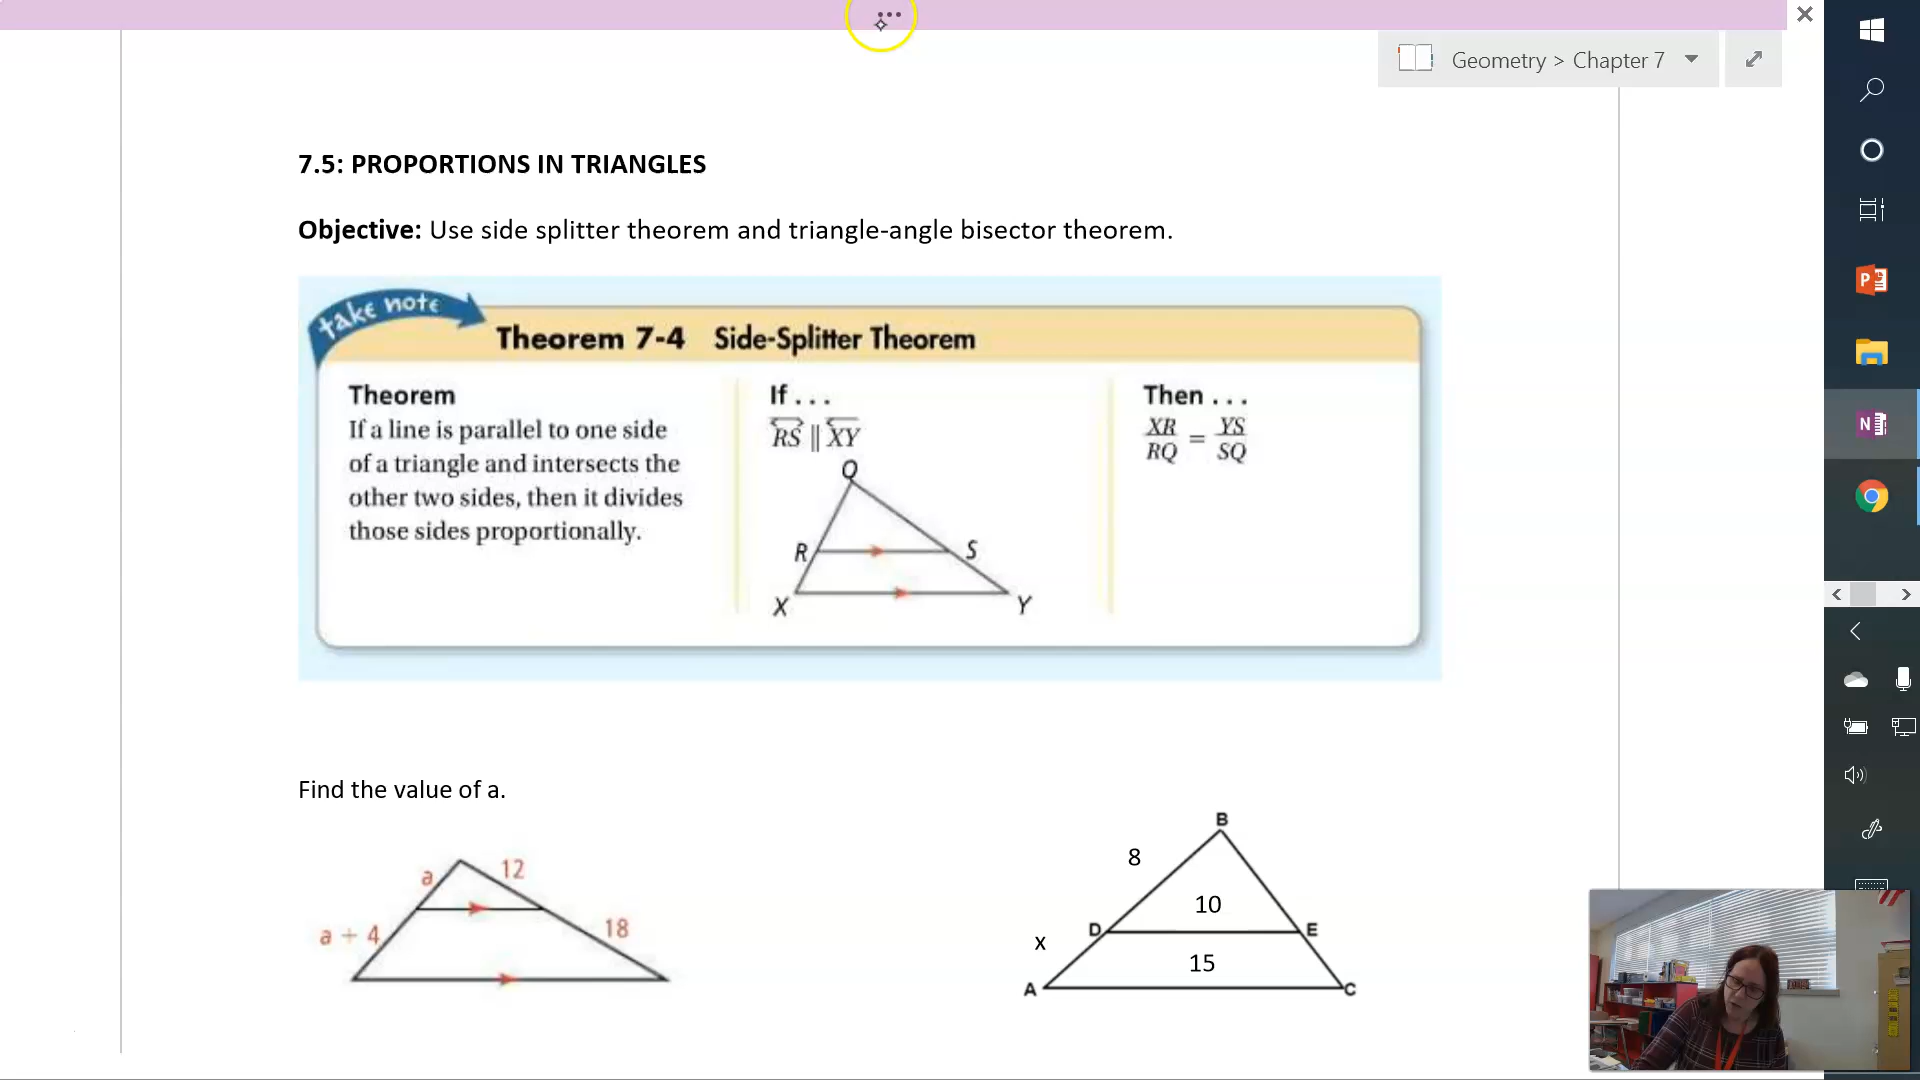 Geometry > Chapter 7
7.5: PROPORTIONS IN TRIANGLES
Objective: Use side splitter theorem and triangle-angle bisector theorem.
take note
Theorem 7-4 Side-Splitter Theorem
Theorem
If a line is parallel to one side
of a triangle and intersects the
other two sides, then it divides
those sides proportionally.
If . . .
RS || XY
Q
R
S
X
Y
Then . . .
XR/RQ = YS/SQ
Find the value of a.
a
12
a + 4
18
B
8
10
D
E
x
15
A
C